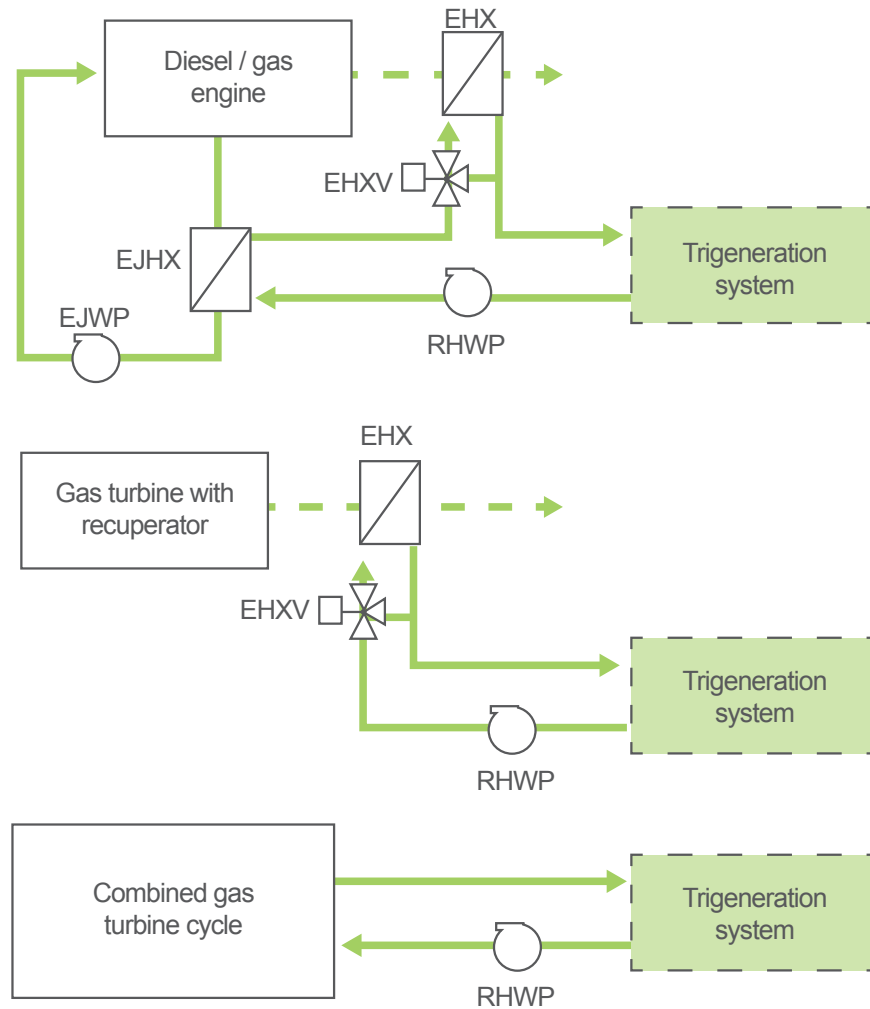 EHX
Diesel / gas
engine
EHXV
EJHX
Trigeneration
system
EJWP
RHWP
EHX
Gas turbine with
recuperator
EHXV
Trigeneration
system
RHWP
Combined gas
turbine cycle
Trigeneration
system
RHWP